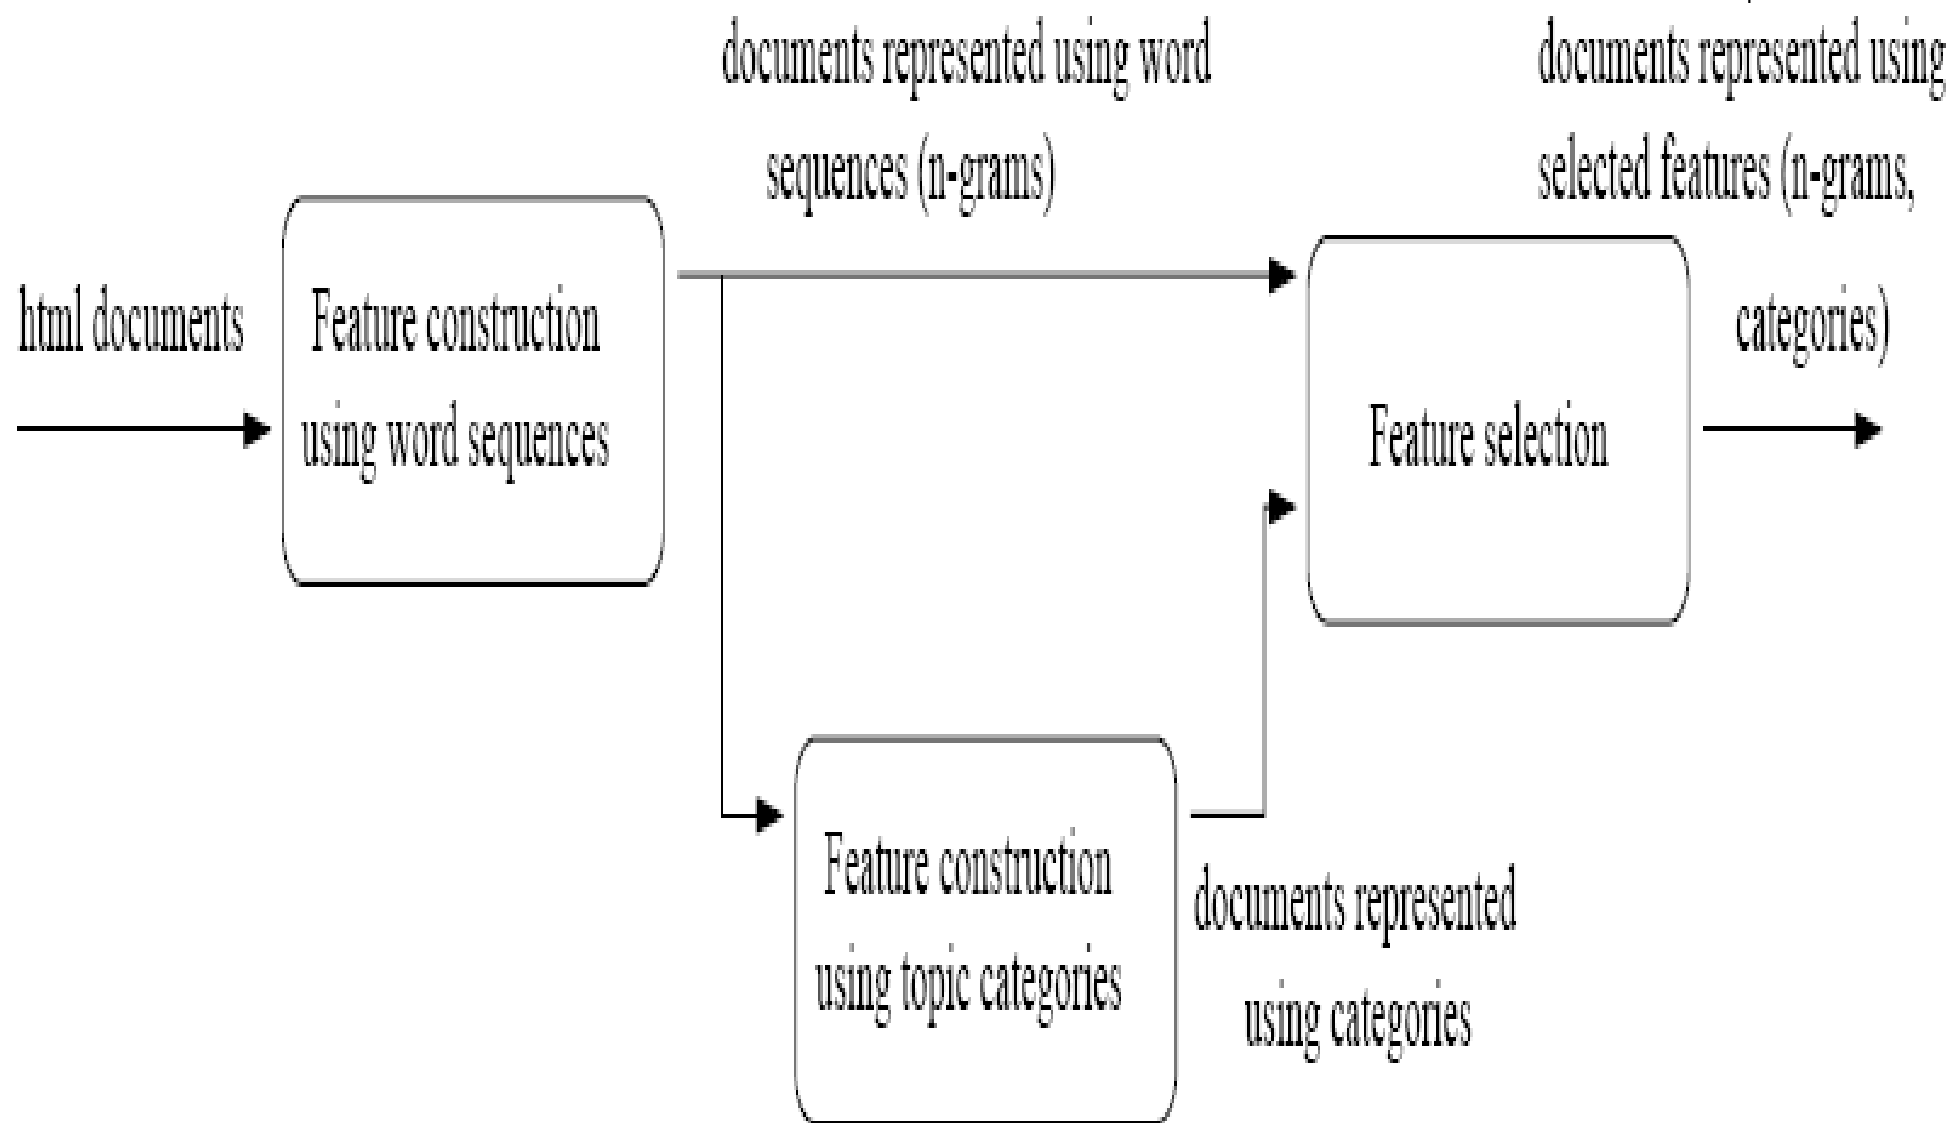 documents represented using word
sequences (n-grams)
documents represented using
selected features (n-grams,
categories)
html documents
Feature construction
using word sequences
Feature selection
Feature construction
using topic categories
documents represented
using categories